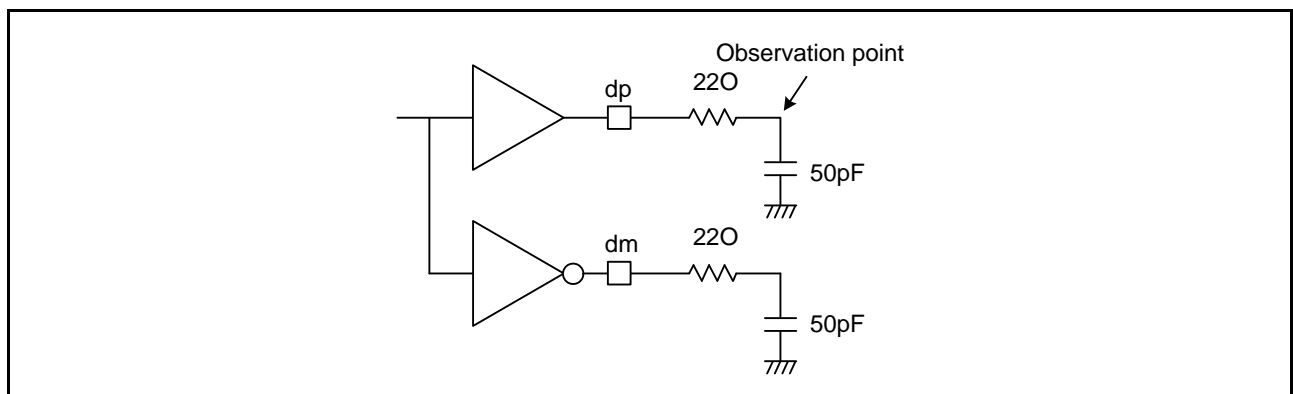 Observation point
dp
22O
50pF
dm
22O
50pF